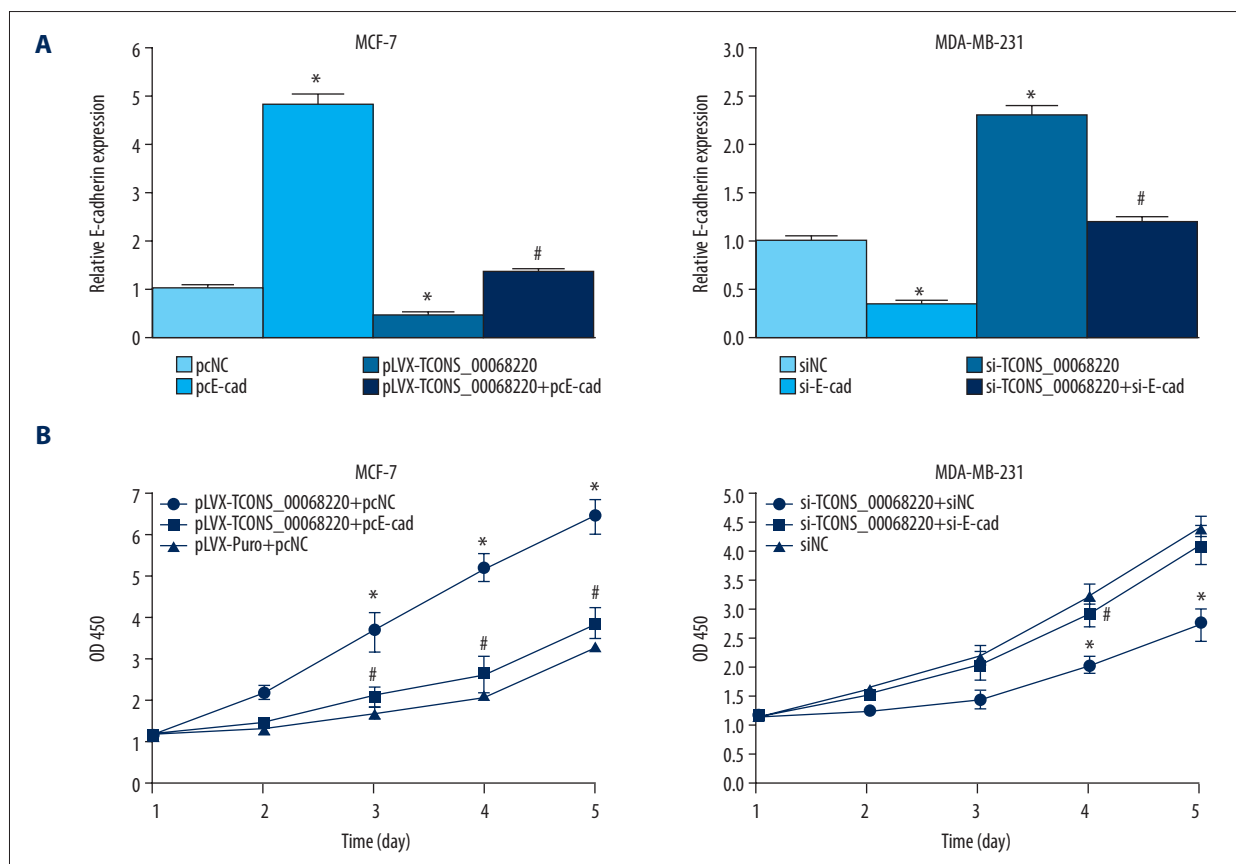 A
MCF-7
Relative E-cadherin expression
6
5
4
3
2
1
0
*
*
#
pcNC
pcE-cad
pLVX-TCONS_00068220
pLVX-TCONS_00068220+pcE-cad
MDA-MB-231
Relative E-cadherin expression
3.0
2.5
2.0
1.5
1.0
0.5
0.0
*
*
#
siNC
si-E-cad
si-TCONS_00068220
si-TCONS_00068220+si-E-cad
B
MCF-7
pLVX-TCONS_00068220+pcNC
pLVX-TCONS_00068220+pcE-cad
pLVX-Puro+pcNC
OD 450
7
6
5
4
3
2
1
0
*
*
*
#
#
#
1 2 3 4 5
Time (day)
MDA-MB-231
si-TCONS_00068220+siNC
si-TCONS_00068220+si-E-cad
siNC
OD 450
5.0
4.5
4.0
3.5
3.0
2.5
2.0
1.5
1.0
0.5
0.0
#
*
*
1 2 3 4 5
Time (day)